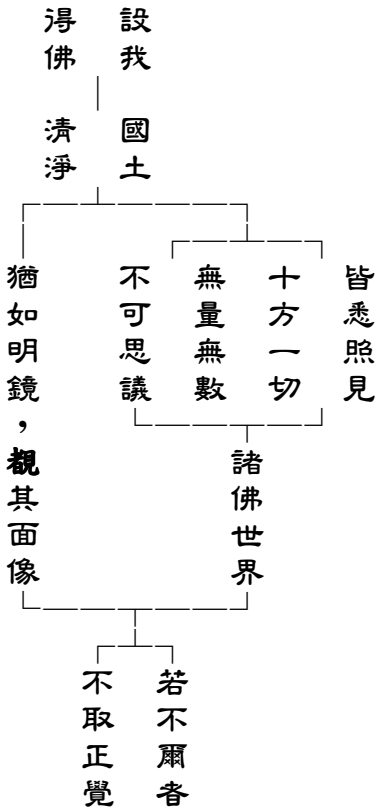 設我
得佛
國土
清淨
皆悉照見
十方一切
無量無數
不可思議
諸佛世界
猶如明鏡，覩其面像
若不爾者
不取正覺